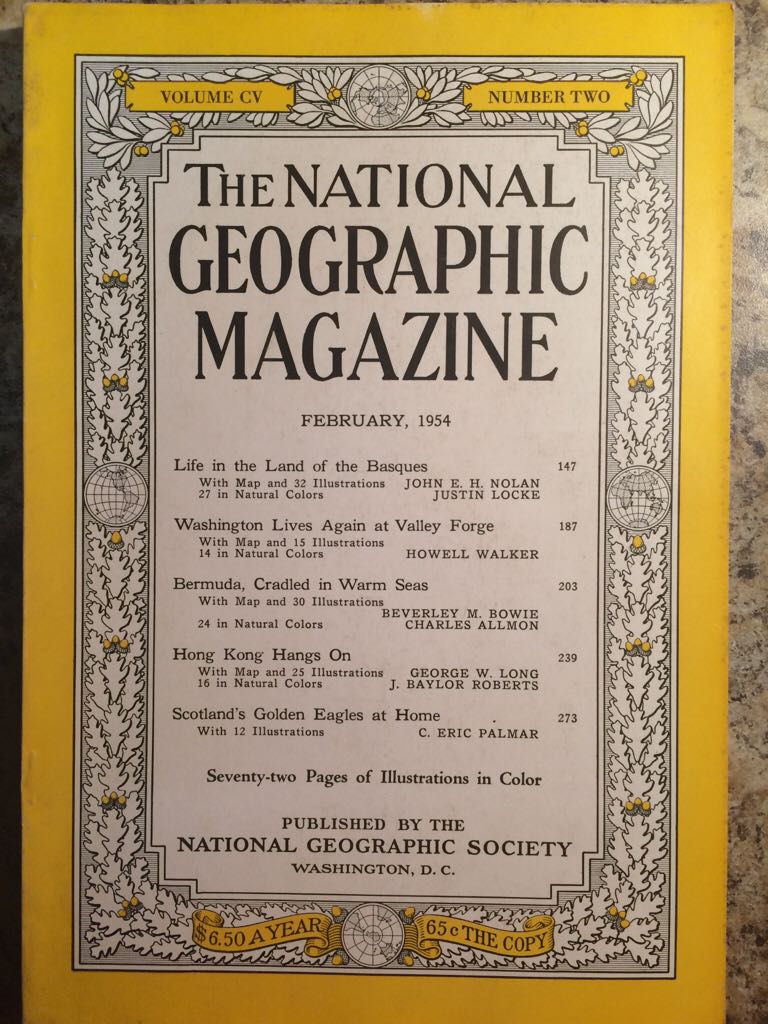 VOLUME CV NUMBER TWO
THE NATIONAL
GEOGRAPHIC
MAGAZINE
FEBRUARY, 1954
Life in the Land of the Basques 147
With Map and 32 Illustrations JOHN E. H. NOLAN
27 in Natural Colors JUSTIN LOCKE
Washington Lives Again at Valley Forge 187
With Map and 15 Illustrations
14 in Natural Colors HOWELL WALKER
Bermuda, Cradled in Warm Seas 203
With Map and 30 Illustrations
BEVERLEY M. BOWIE
24 in Natural Colors CHARLES ALLMON
Hong Kong Hangs On 239
With Map and 25 Illustrations GEORGE W. LONG
16 in Natural Colors J. BAYLOR ROBERTS
Scotland's Golden Eagles at Home 273
With 12 Illustrations C. ERIC PALMAR
Seventy-two Pages of Illustrations in Color
PUBLISHED BY THE
NATIONAL GEOGRAPHIC SOCIETY
WASHINGTON, D. C.
$6.50 A YEAR 65c THE COPY